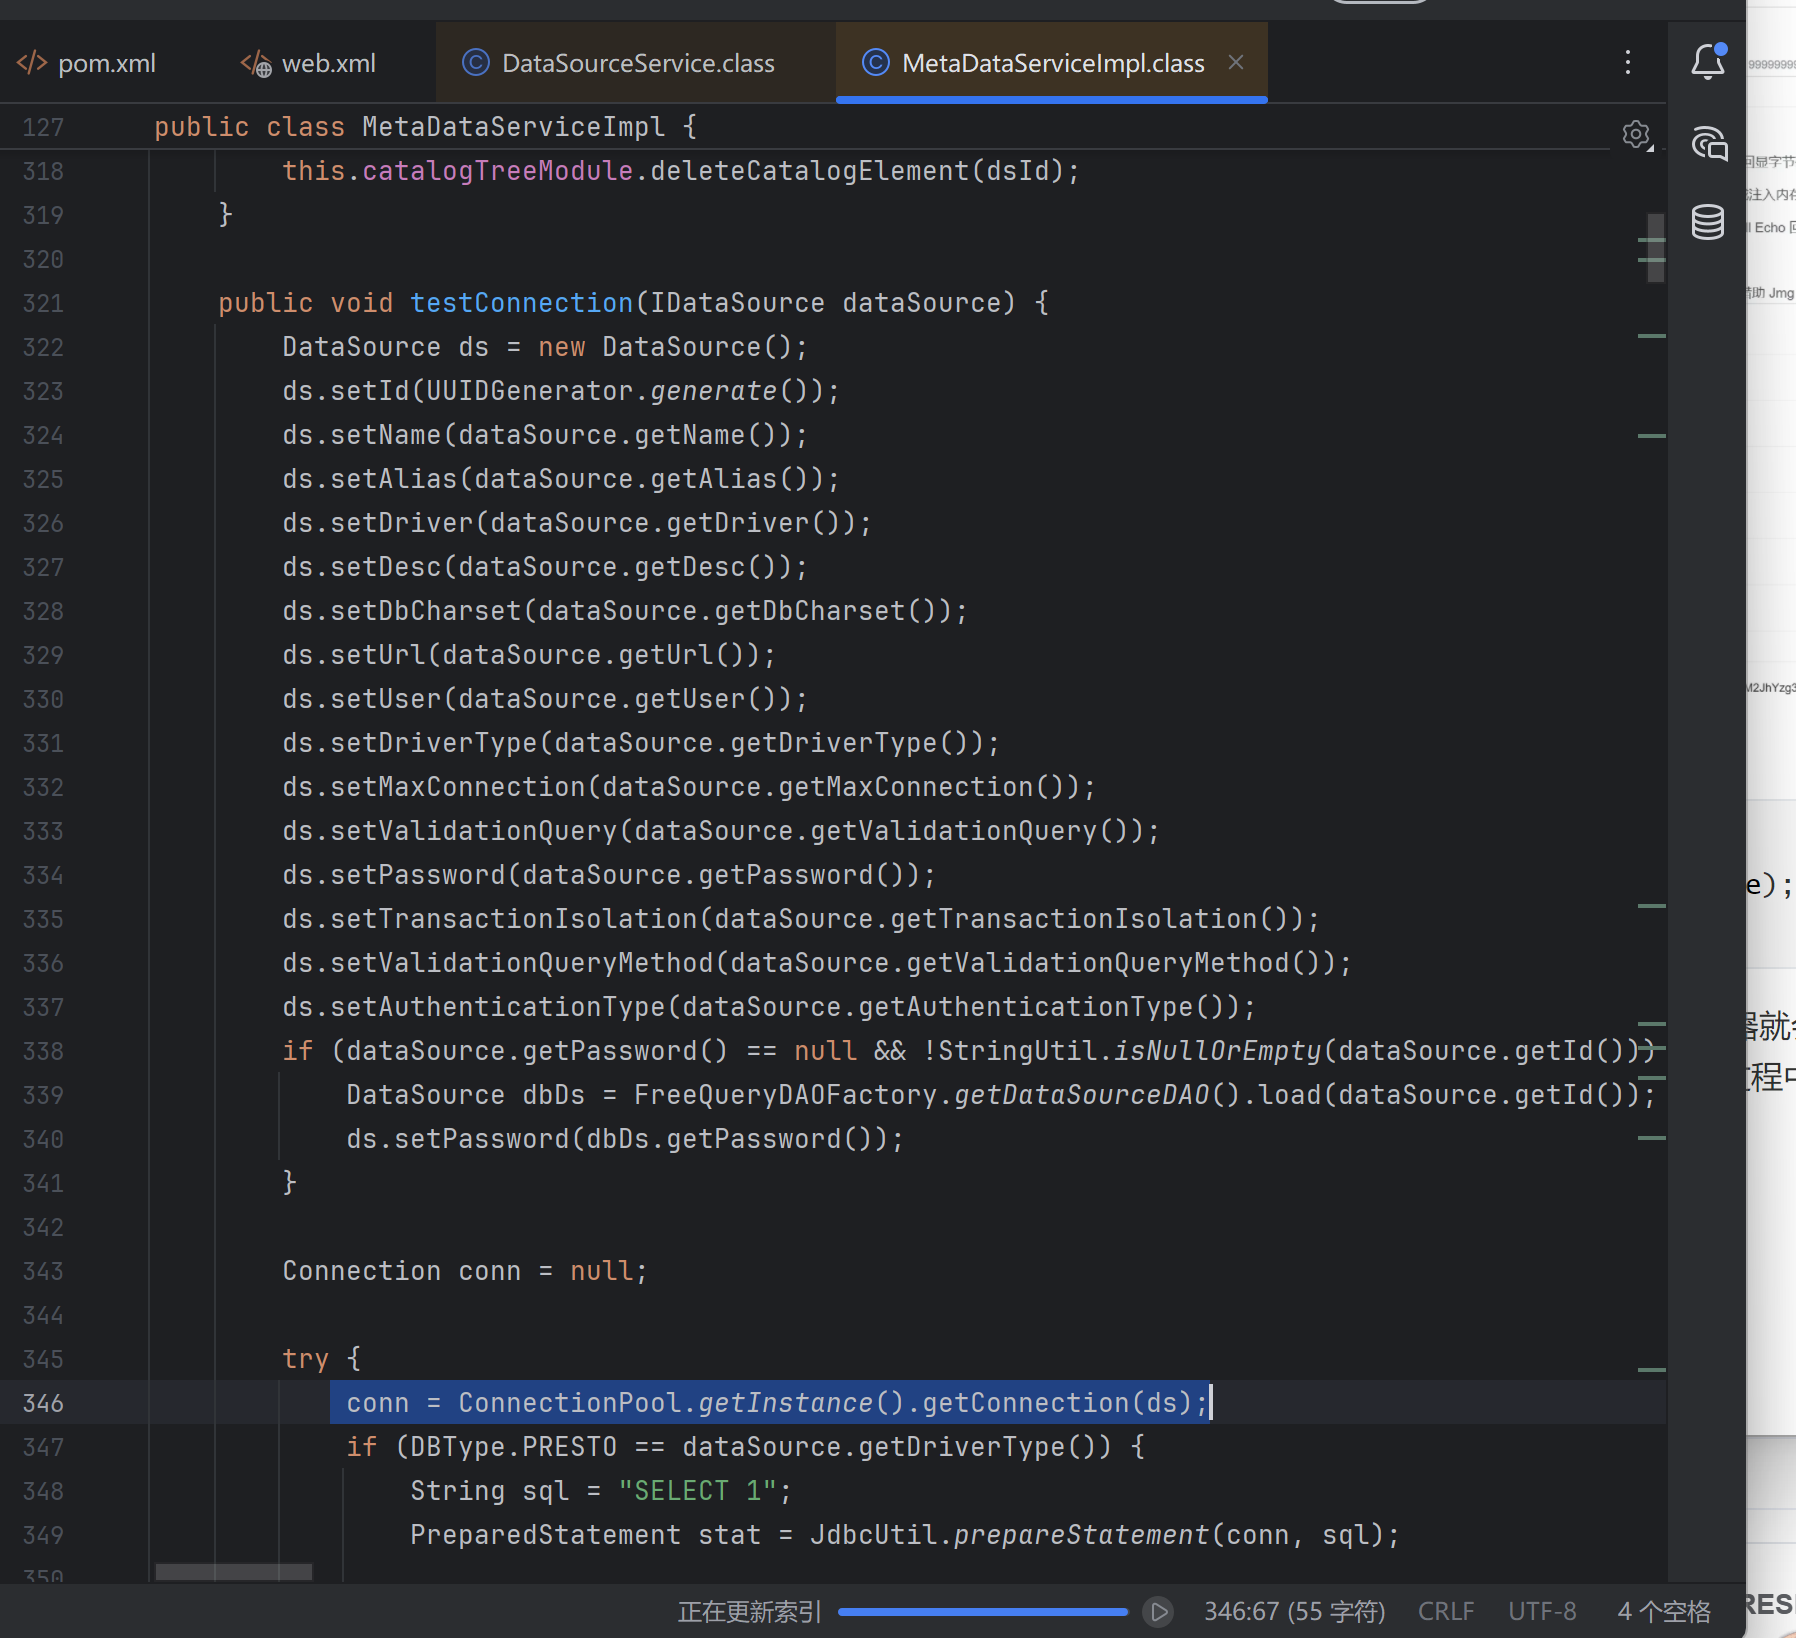 pom.xml
web.xml
DataSourceService.class
MetaDataServiceImpl.class
127 public class MetaDataServiceImpl {
318 this.catalogTreeModule.deleteCatalogElement(dsId);
319 }
320
321 public void testConnection(IDataSource dataSource) {
322 DataSource ds = new DataSource();
323 ds.setId(UUIDGenerator.generate());
324 ds.setName(dataSource.getName());
325 ds.setAlias(dataSource.getAlias());
326 ds.setDriver(dataSource.getDriver());
327 ds.setDesc(dataSource.getDesc());
328 ds.setDbCharset(dataSource.getDbCharset());
329 ds.setUrl(dataSource.getUrl());
330 ds.setUser(dataSource.getUser());
331 ds.setDriverType(dataSource.getDriverType());
332 ds.setMaxConnection(dataSource.getMaxConnection());
333 ds.setValidationQuery(dataSource.getValidationQuery());
334 ds.setPassword(dataSource.getPassword());
335 ds.setTransactionIsolation(dataSource.getTransactionIsolation());
336 ds.setValidationQueryMethod(dataSource.getValidationQueryMethod());
337 ds.setAuthenticationType(dataSource.getAuthenticationType());
338 if (dataSource.getPassword() == null && !StringUtil.isNullOrEmpty(dataSource.getId()))
339 DataSource dbDs = FreeQueryDAOFactory.getDataSourceDAO().load(dataSource.getId());
340 ds.setPassword(dbDs.getPassword());
341 }
342
343 Connection conn = null;
344
345 try {
346 conn = ConnectionPool.getInstance().getConnection(ds);
347 if (DBType.PRESTO == dataSource.getDriverType()) {
348 String sql = "SELECT 1";
349 PreparedStatement stat = JdbcUtil.prepareStatement(conn, sql);
350
正在更新索引
346:67 (55 字符)
CRLF
UTF-8
4 个空格
回显字节
注入内存
Echo
借助 Jmg
M2JhYzg3
e);
器就
程中
RES